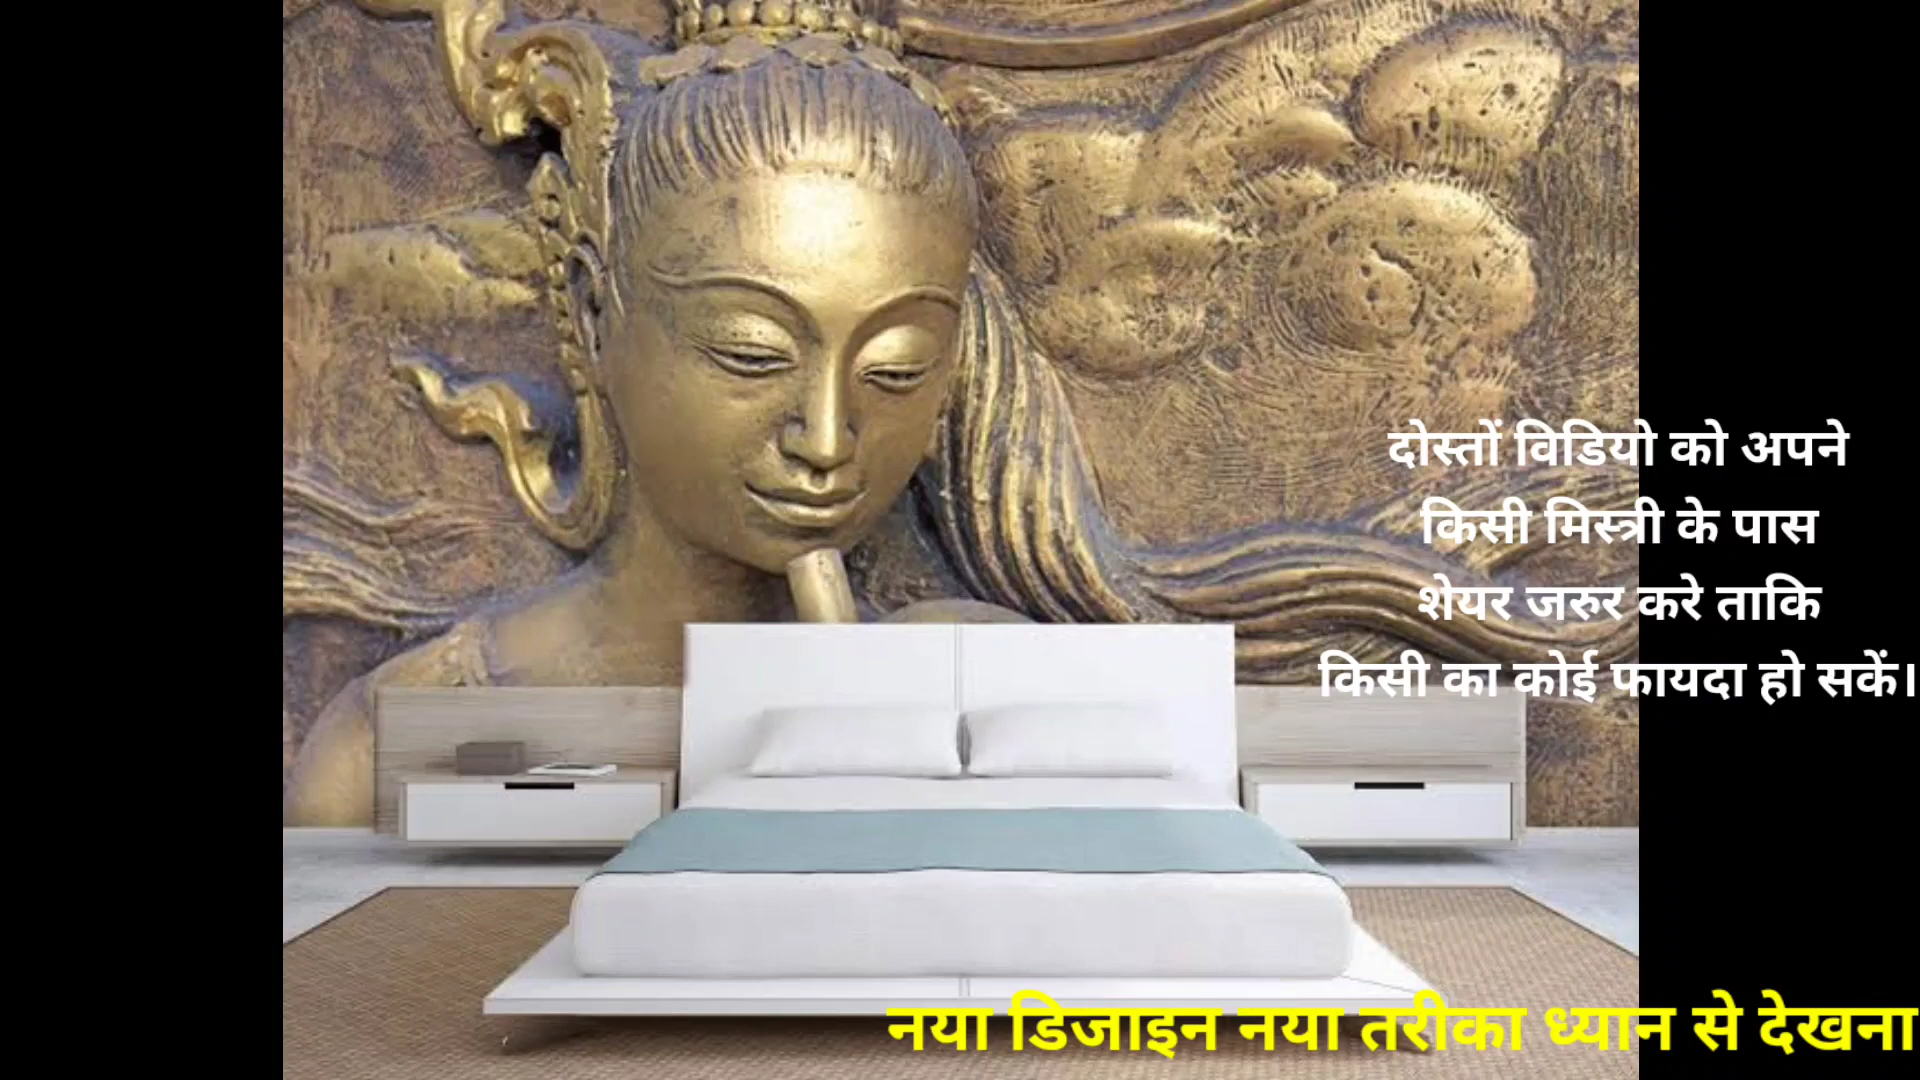 दोस्तों विडियो को अपने
किसी मिस्त्री के पास
शेयर जरुर करे ताकि
किसी का कोई फायदा हो सकें।
नया डिजाइन नया तरीका ध्यान से देखना